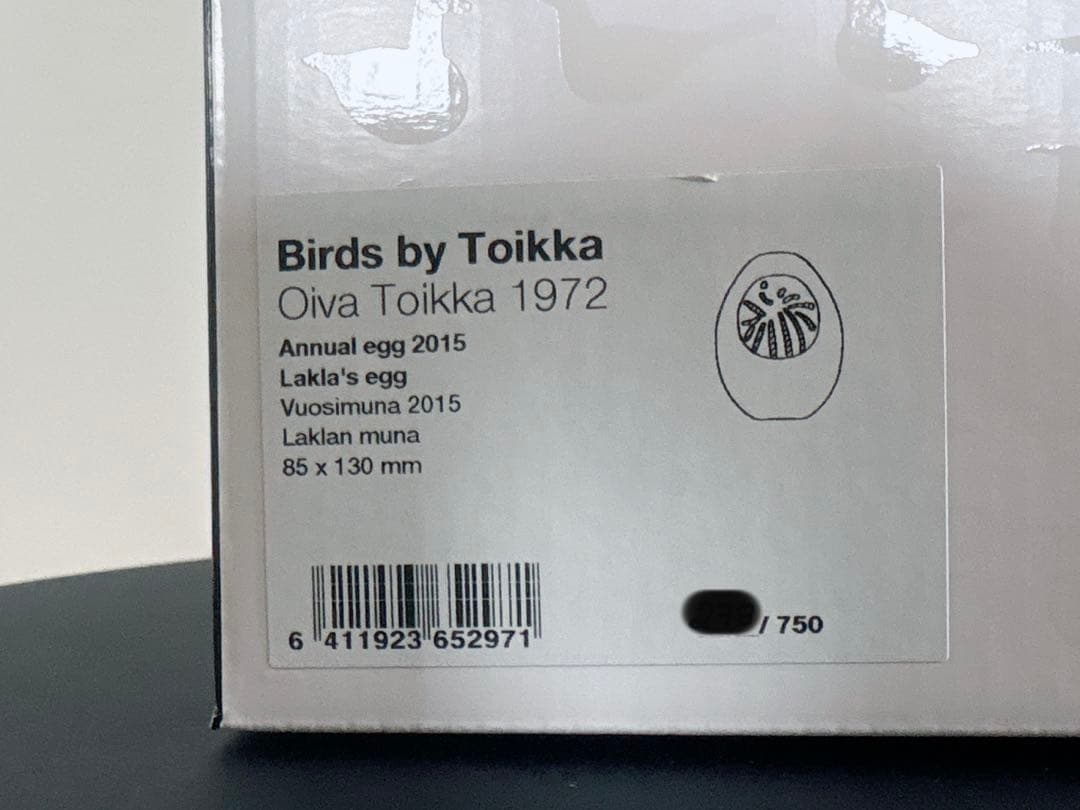 Birds by Toikka
Oiva Toikka 1972
Annual egg 2015
Lakla's egg
Vuosimuna 2015
Laklan muna
85 x 130 mm
6 411923 652971
/ 750